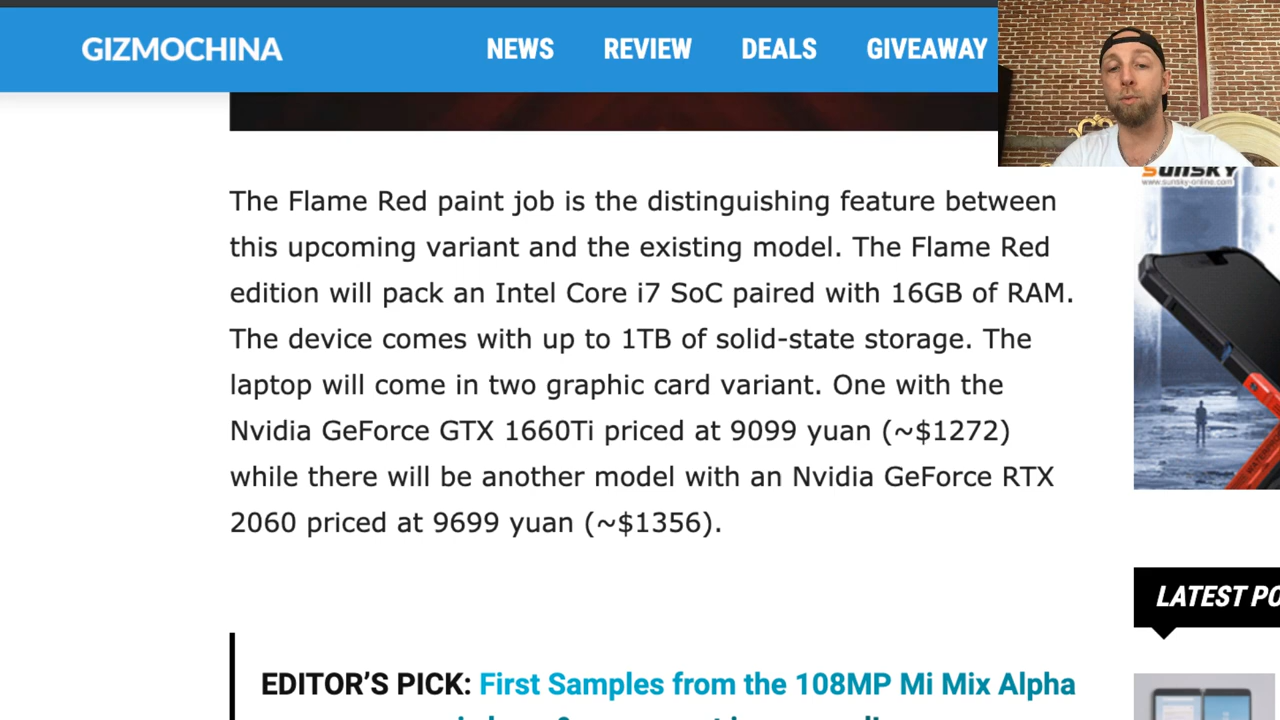 GIZMOCHINA
NEWS REVIEW DEALS GIVEAWAY
SUNSKY
www.sunsky-online.com
The Flame Red paint job is the distinguishing feature between
this upcoming variant and the existing model. The Flame Red
edition will pack an Intel Core i7 SoC paired with 16GB of RAM.
The device comes with up to 1TB of solid-state storage. The
laptop will come in two graphic card variant. One with the
Nvidia GeForce GTX 1660Ti priced at 9099 yuan (~$1272)
while there will be another model with an Nvidia GeForce RTX
2060 priced at 9699 yuan (~$1356).
LATEST PO
EDITOR’S PICK: First Samples from the 108MP Mi Mix Alpha